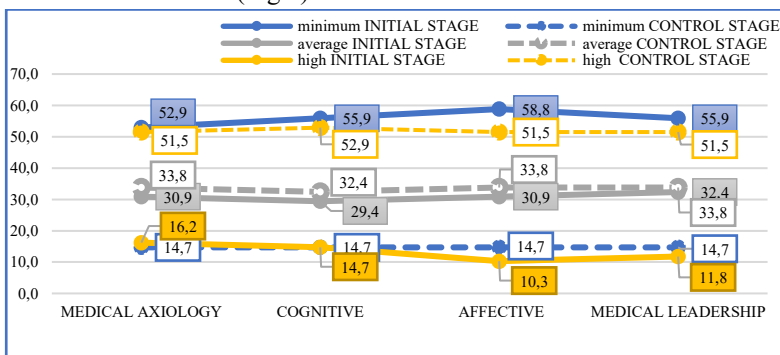 minimum INITIAL STAGE minimum CONTROL STAGE
average INITIAL STAGE average CONTROL STAGE
high INITIAL STAGE high CONTROL STAGE
70,0
60,0
50,0
40,0
30,0
20,0
10,0
0,0
52,9 55,9 58,8 55,9
51,5 52,9 51,5 51,5
33,8 32,4 33,8 32,4
30,9 29,4 30,9 33,8
16,2
14,7 14,7 14,7 14,7
14,7 10,3 11,8
MEDICAL AXIOLOGY COGNITIVE AFFECTIVE MEDICAL LEADERSHIP